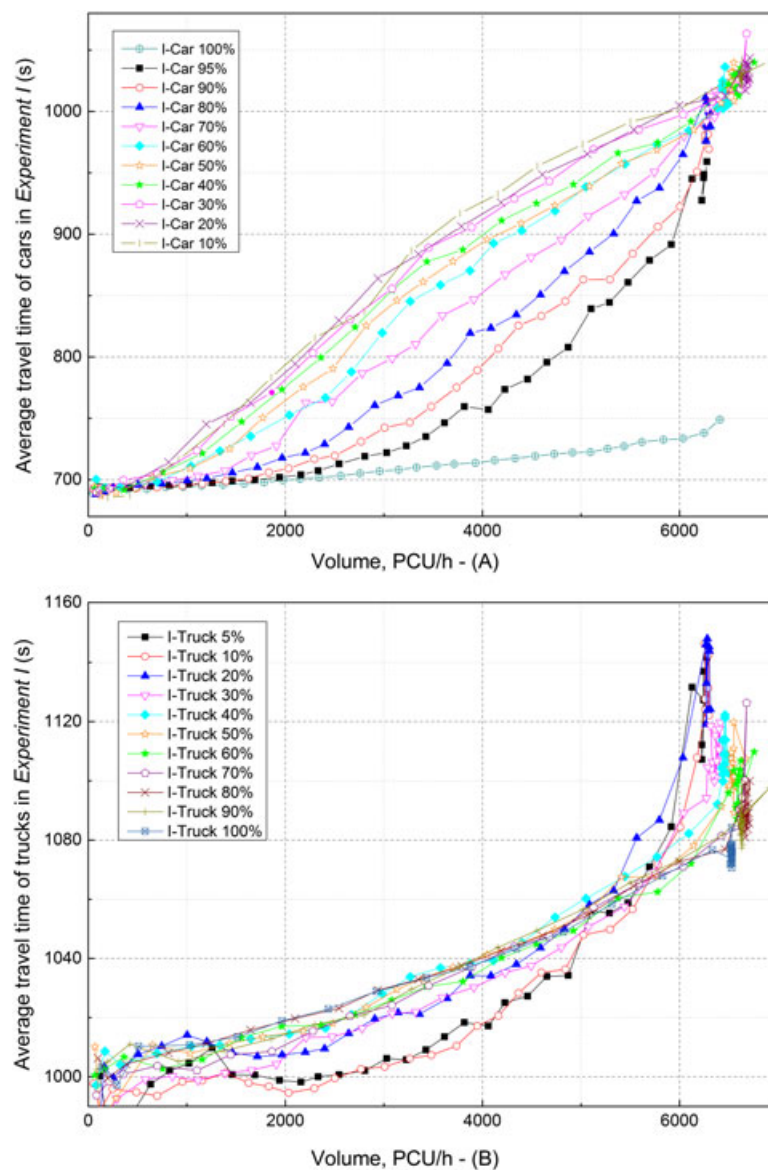 Average travel time of cars in Experiment I (s)
1000
900
800
700
I-Car 100%
I-Car 95%
I-Car 90%
I-Car 80%
I-Car 70%
I-Car 60%
I-Car 50%
I-Car 40%
I-Car 30%
I-Car 20%
I-Car 10%
0
2000
4000
6000
Volume, PCU/h - (A)
Average travel time of trucks in Experiment I (s)
1160
1120
1080
1040
1000
I-Truck 5%
I-Truck 10%
I-Truck 20%
I-Truck 30%
I-Truck 40%
I-Truck 50%
I-Truck 60%
I-Truck 70%
I-Truck 80%
I-Truck 90%
I-Truck 100%
0
2000
4000
6000
Volume, PCU/h - (B)